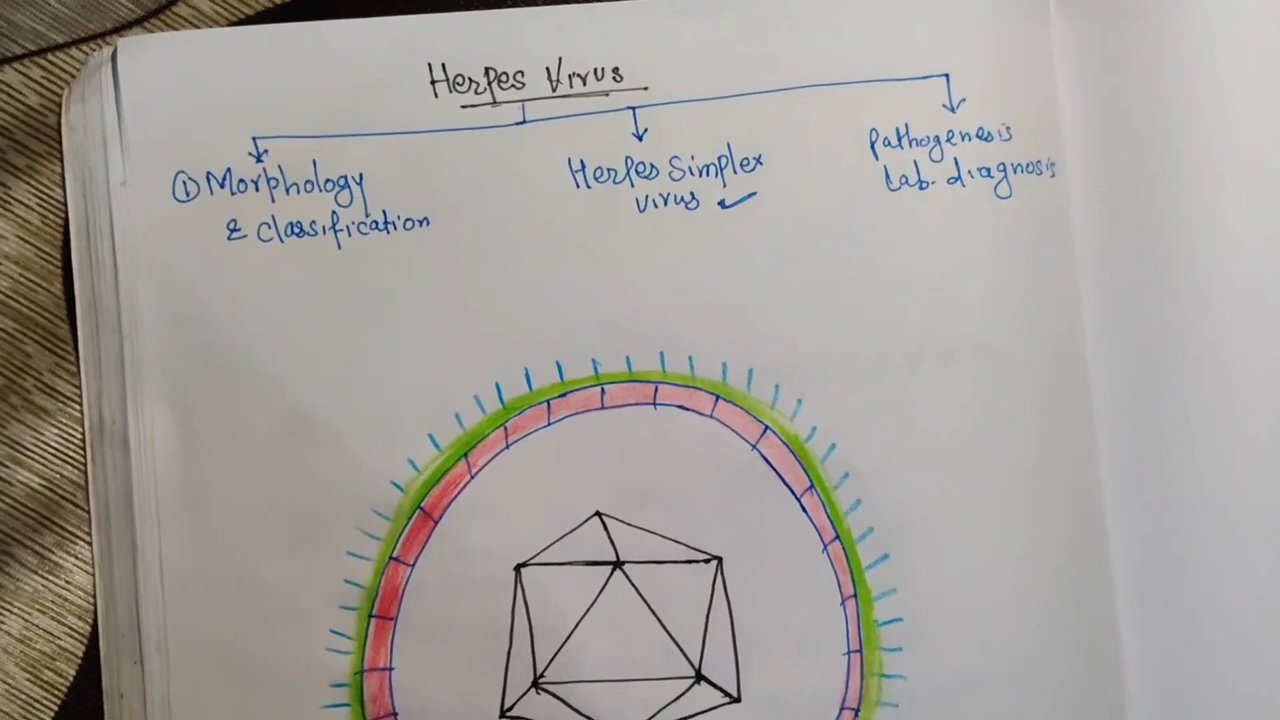 Herpes Virus
① Morphology
& classification
Herpes Simplex
virus ✓
Pathogenesis
Lab. diagnosis